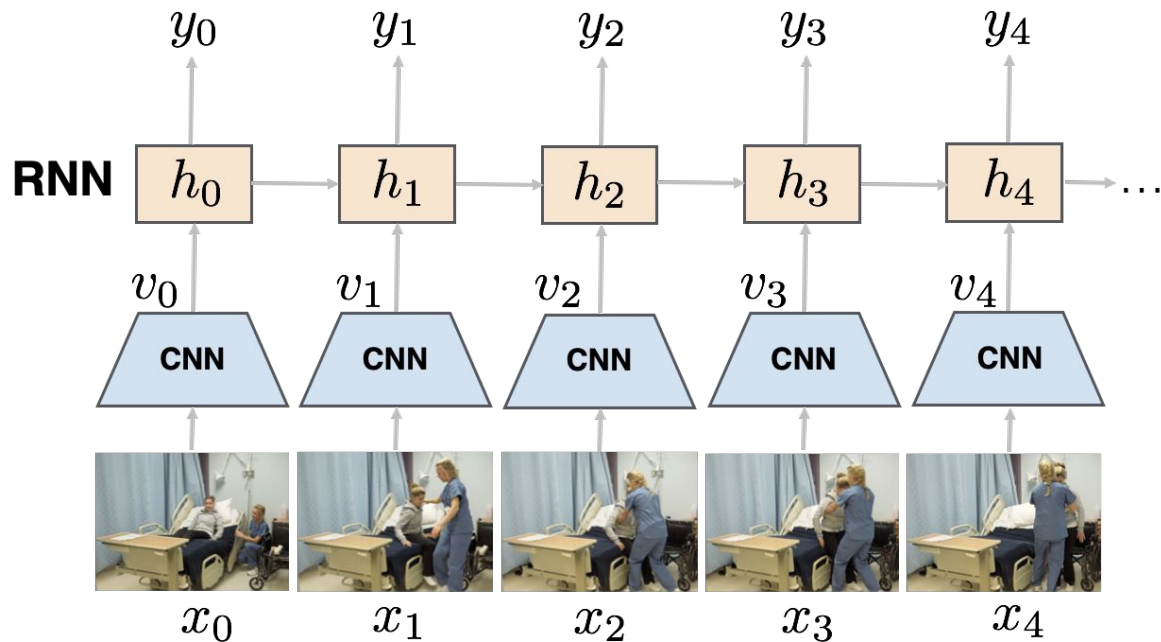 y₀ y₁ y₂ y₃ y₄
RNN h₀ h₁ h₂ h₃ h₄ ...
v₀ v₁ v₂ v₃ v₄
CNN CNN CNN CNN CNN
x₀ x₁ x₂ x₃ x₄